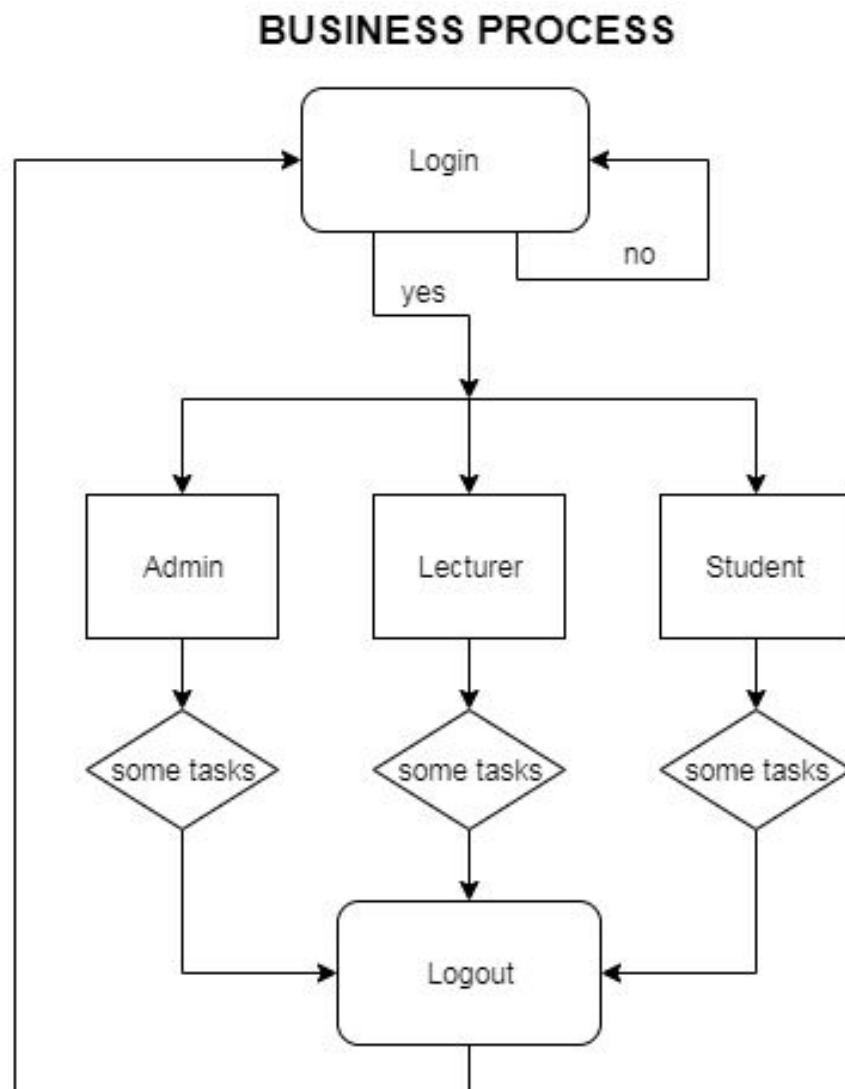 BUSINESS PROCESS
Login
no
yes
Admin
Lecturer
Student
some tasks
some tasks
some tasks
Logout